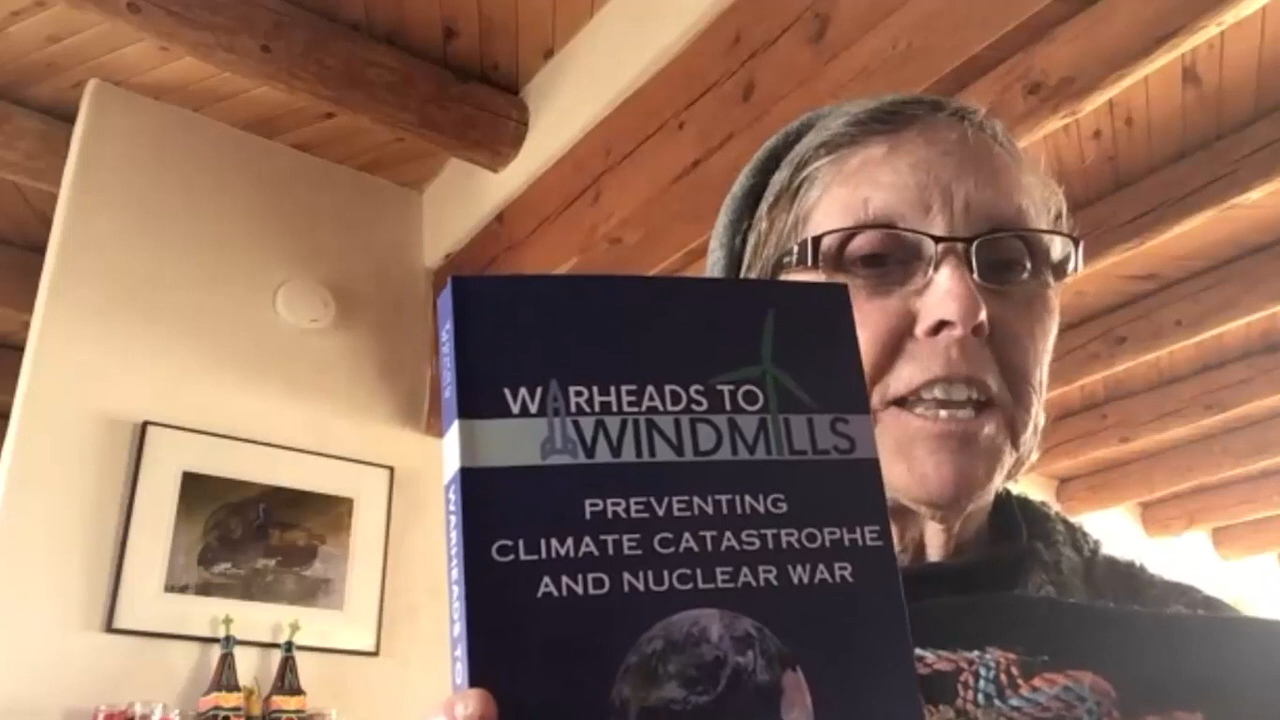 WARHEADS TO
WINDMILLS
PREVENTING
CLIMATE CATASTROPHE
AND NUCLEAR WAR
WARHEADS TO